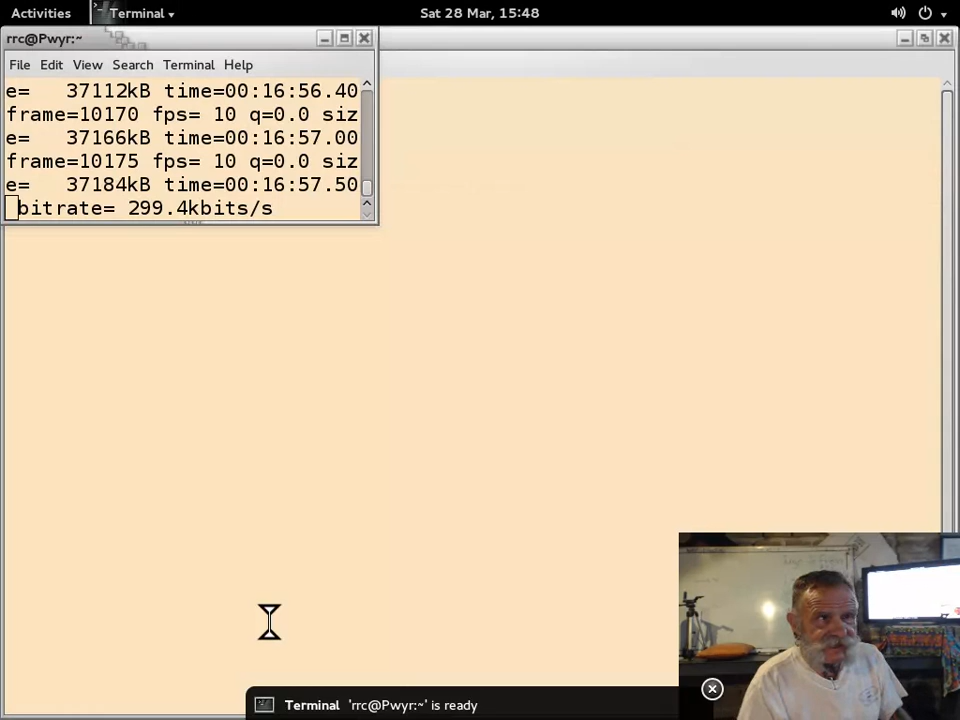 Activities
Terminal
Sat 28 Mar, 15:48
rrc@Pwyr:~
File Edit View Search Terminal Help
e=   37112kB time=00:16:56.40
frame=10170 fps= 10 q=0.0 siz
e=   37166kB time=00:16:57.00
frame=10175 fps= 10 q=0.0 siz
e=   37184kB time=00:16:57.50
bitrate= 299.4kbits/s
Terminal 'rrc@Pwyr:~' is ready